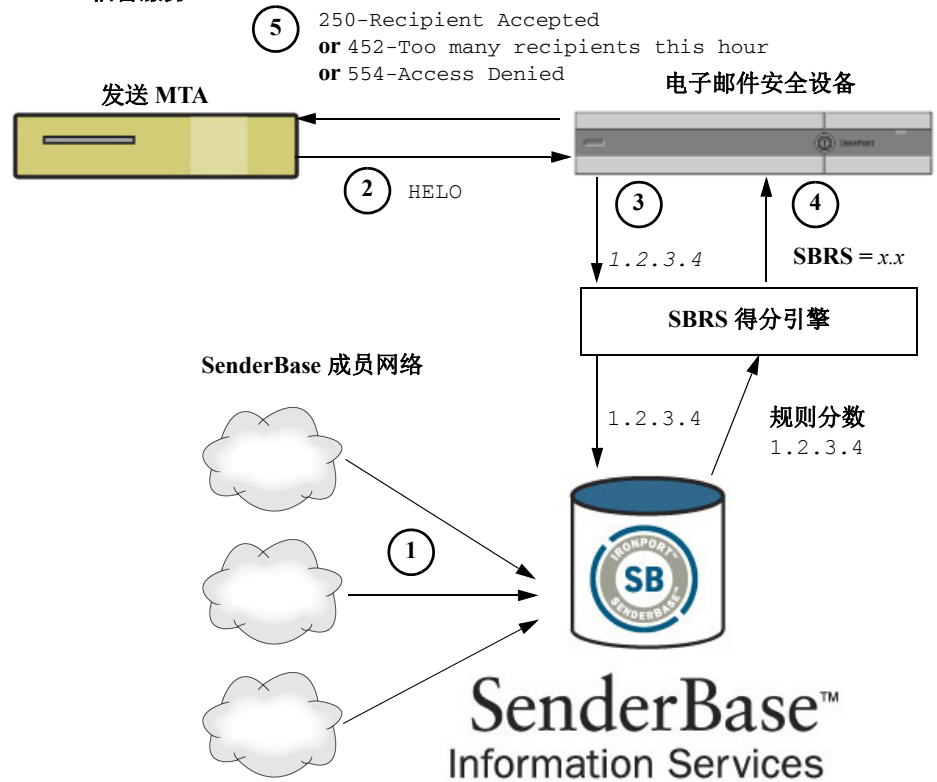 5
250-Recipient Accepted
or 452-Too many recipients this hour
or 554-Access Denied
发送 MTA
电子邮件安全设备
IRONPORT
2
HELO
3
4
1.2.3.4
SBRS = x.x
SBRS 得分引擎
SenderBase 成员网络
1.2.3.4
规则分数
1.2.3.4
1
IRONPORT™
SB
SENDERBASE™
SenderBase™
Information Services